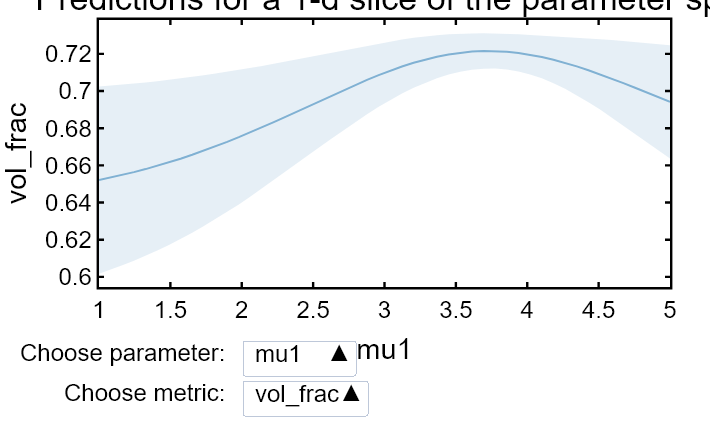 Predictions for a 1-d slice of the parameter sp
vol_frac
0.72
0.7
0.68
0.66
0.64
0.62
0.6
1 1.5 2 2.5 3 3.5 4 4.5 5
mu1
Choose parameter: mu1 ▲
Choose metric: vol_frac ▲